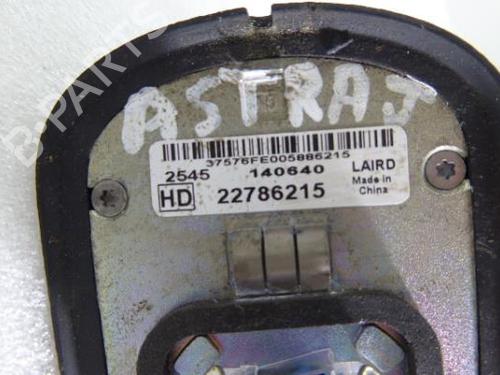 B-PARTS
ASTRA J
37576FE005886215
2545 140640 LAIRD
HD 22786215 Made in
China